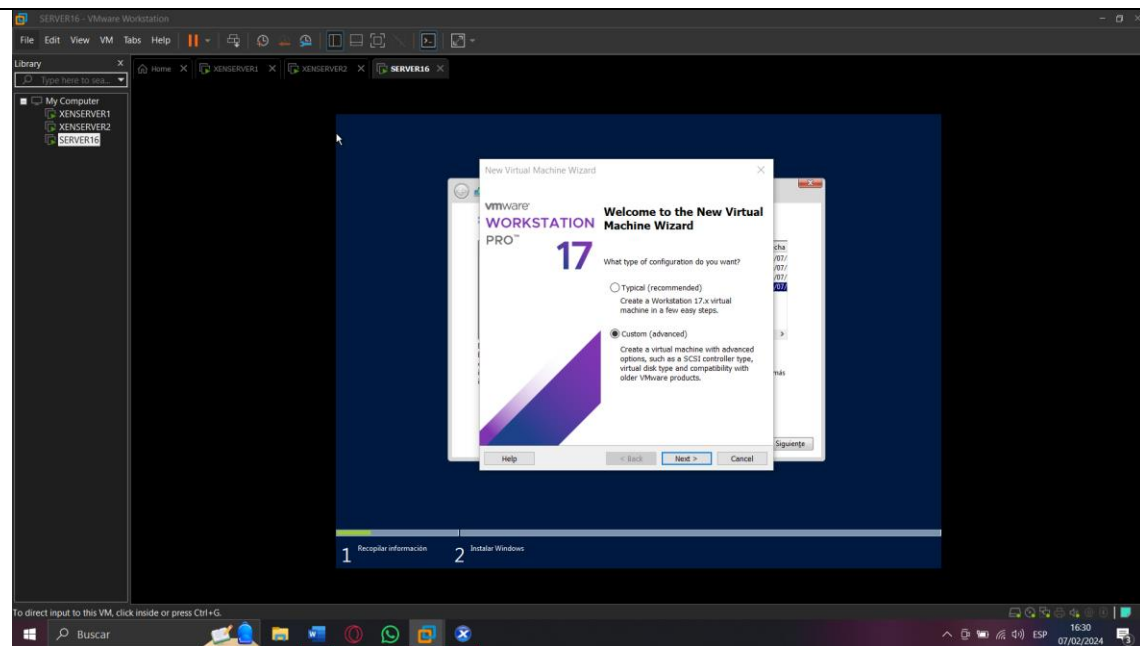 SERVER16 - VMware Workstation
File Edit View VM Tabs Help
Library X
Type here to sea...
Home X XENSERVER1 X XENSERVER2 X SERVER16 X
My Computer
XENSERVER1
XENSERVER2
SERVER16
New Virtual Machine Wizard
vmware
WORKSTATION
PRO™
17
Welcome to the New Virtual
Machine Wizard
What type of configuration do you want?
Typical (recommended)
Create a Workstation 17.x virtual
machine in a few easy steps.
Custom (advanced)
Create a virtual machine with advanced
options, such as a SCSI controller type,
virtual disk type and compatibility with
older VMware products.
cha
/07/
/07/
/07/
/07/
más
Siguiente
Help < Back Next > Cancel
1 Recopilar información 2 Instalar Windows
To direct input to this VM, click inside or press Ctrl+G.
Buscar
ESP
16:30
07/02/2024